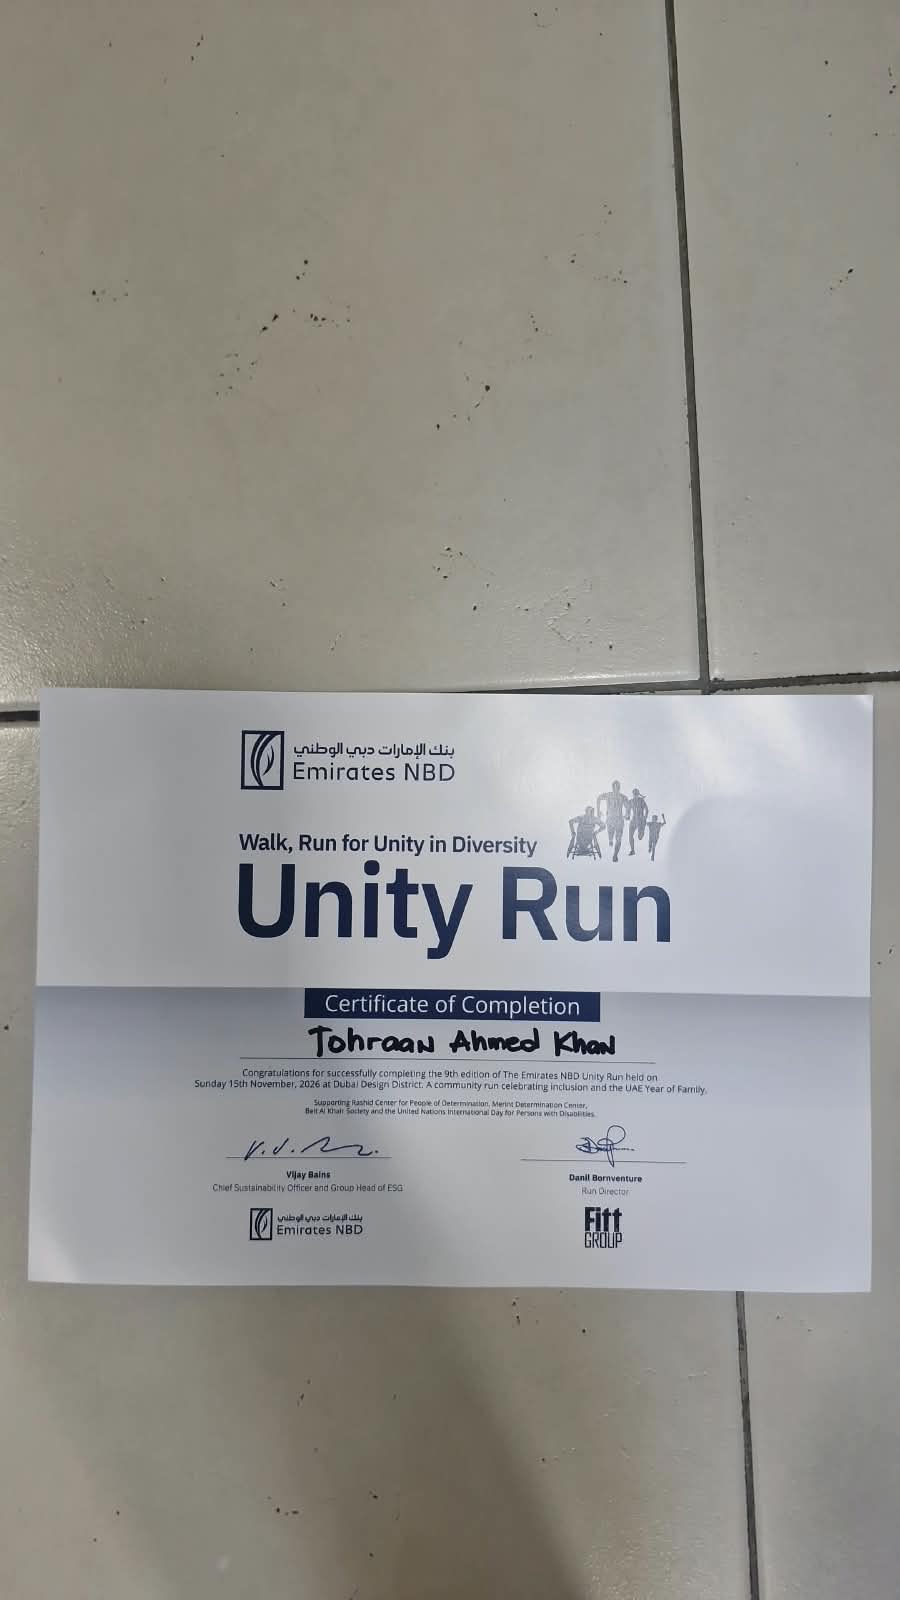 بنك الإمارات دبي الوطني
Emirates NBD
Walk, Run for Unity in Diversity
Unity Run
Certificate of Completion
Tohraan Ahmed Khan
Congratulations for successfully completing the 9th edition of The Emirates NBD Unity Run held on
Sunday 15th November, 2026 at Dubai Design District. A community run celebrating inclusion and the UAE Year of Family.
Supporting Rashid Center for People of Determination, Merint Determination Center,
Beit Al Khair Society and the United Nations International Day for Persons with Disabilities.
Vijay Bains
Chief Sustainability Officer and Group Head of ESG
بنك الإمارات دبي الوطني
Emirates NBD
Danil Bornventure
Run Director
Fitt
GROUP